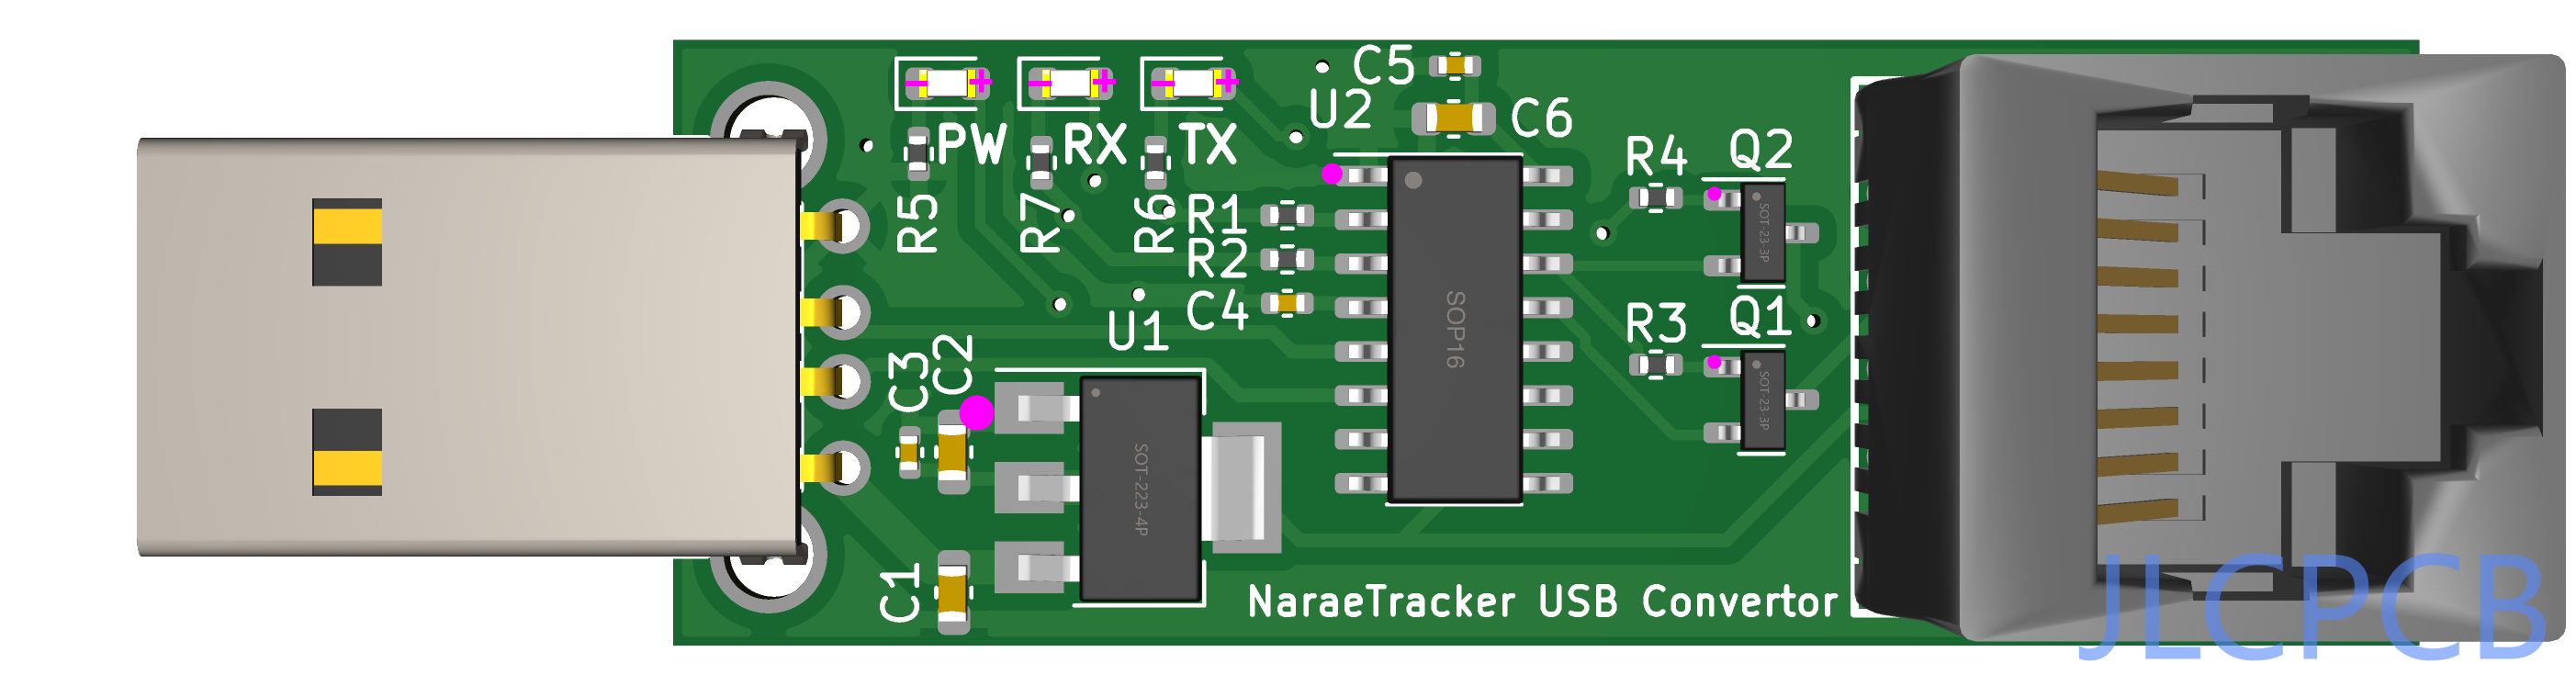 C5
U2
C6
PW RX TX
R4 Q2
R5 R7 R6 R1
R2
C4
U1
SOP16
SOT-23-3P
R3 Q1
SOT-23-3P
C3 C2
SOT-223-4P
C1
NaraeTracker USB Convertor
JLCPCB